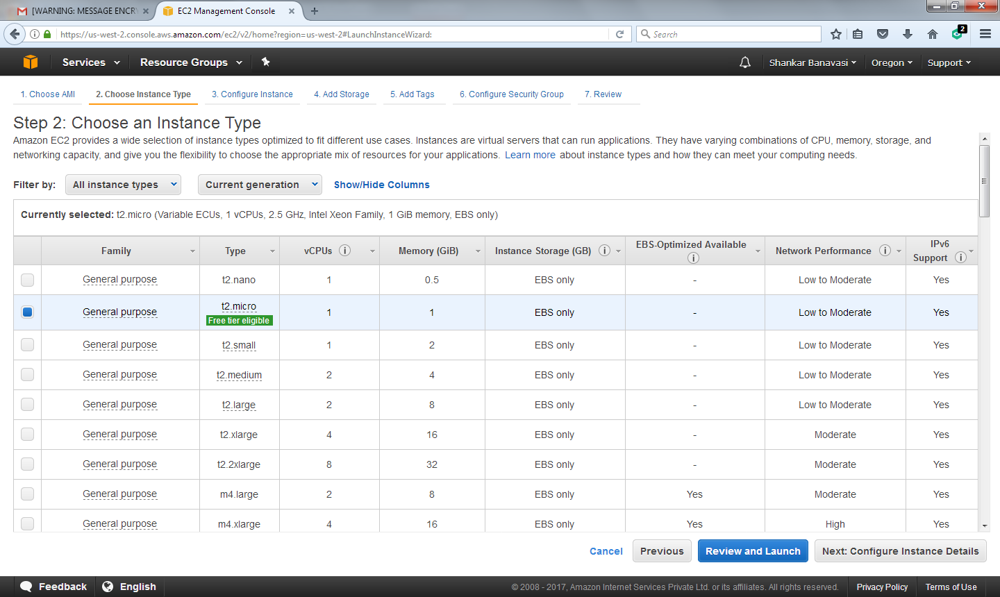 [WARNING: MESSAGE ENCRY
EC2 Management Console
https://us-west-2.console.aws.amazon.com/ec2/v2/home?region=us-west-2#LaunchInstanceWizard:
Search
2
Services
Resource Groups
Shankar Banavasi
Oregon
Support
1. Choose AMI
2. Choose Instance Type
3. Configure Instance
4. Add Storage
5. Add Tags
6. Configure Security Group
7. Review
Step 2: Choose an Instance Type
Amazon EC2 provides a wide selection of instance types optimized to fit different use cases. Instances are virtual servers that can run applications. They have varying combinations of CPU, memory, storage, and
networking capacity, and give you the flexibility to choose the appropriate mix of resources for your applications. Learn more about instance types and how they can meet your computing needs.
Filter by: All instance types Current generation Show/Hide Columns
Currently selected: t2.micro (Variable ECUs, 1 vCPUs, 2.5 GHz, Intel Xeon Family, 1 GiB memory, EBS only)
Family Type vCPUs Memory (GiB) Instance Storage (GB) EBS-Optimized Available Network Performance IPv6 Support
General purpose t2.nano 1 0.5 EBS only - Low to Moderate Yes
General purpose t2.micro 1 1 EBS only - Low to Moderate Yes
Free tier eligible
General purpose t2.small 1 2 EBS only - Low to Moderate Yes
General purpose t2.medium 2 4 EBS only - Low to Moderate Yes
General purpose t2.large 2 8 EBS only - Low to Moderate Yes
General purpose t2.xlarge 4 16 EBS only - Moderate Yes
General purpose t2.2xlarge 8 32 EBS only - Moderate Yes
General purpose m4.large 2 8 EBS only Yes Moderate Yes
General purpose m4.xlarge 4 16 EBS only Yes High Yes
Cancel
Previous
Review and Launch
Next: Configure Instance Details
Feedback
English
© 2008 - 2017, Amazon Internet Services Private Ltd. or its affiliates. All rights reserved.
Privacy Policy
Terms of Use